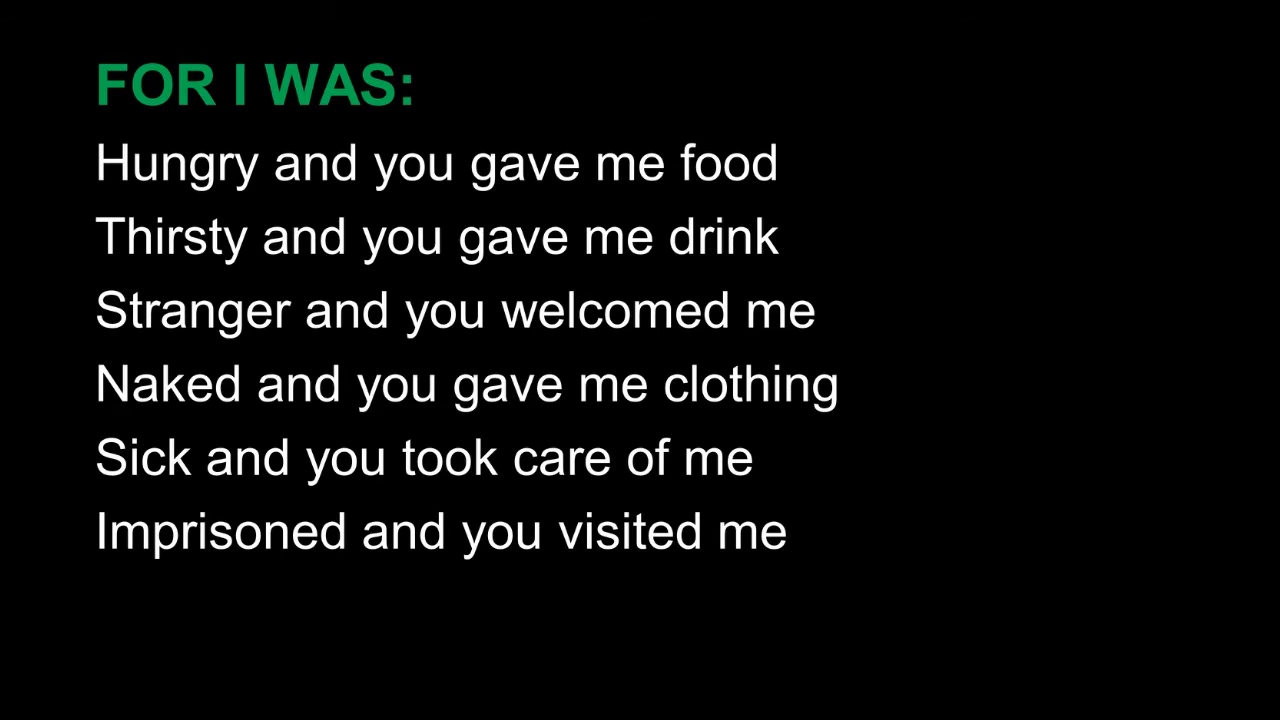 FOR I WAS:
Hungry and you gave me food
Thirsty and you gave me drink
Stranger and you welcomed me
Naked and you gave me clothing
Sick and you took care of me
Imprisoned and you visited me